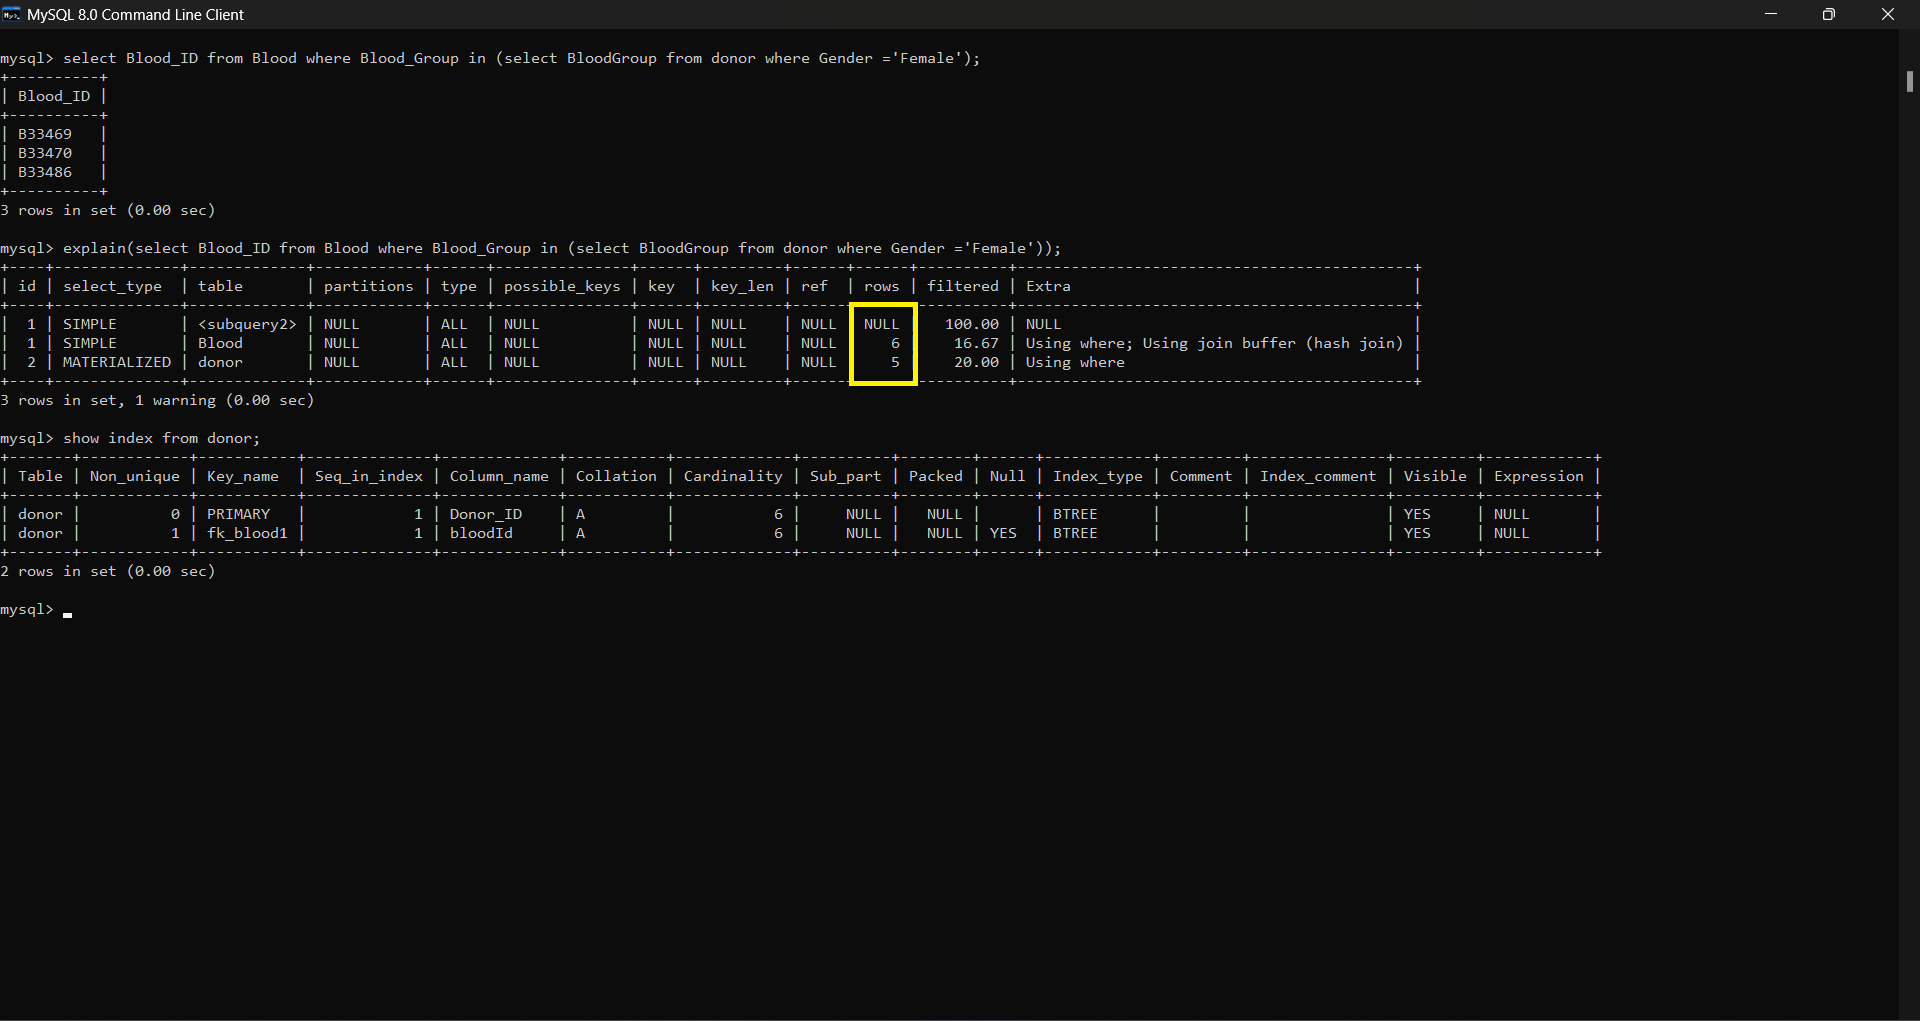 MySQL 8.0 Command Line Client
mysql> select Blood_ID from Blood where Blood_Group in (select BloodGroup from donor where Gender ='Female');
+----------+
| Blood_ID |
+----------+
| B33469   |
| B33470   |
| B33486   |
+----------+
3 rows in set (0.00 sec)
mysql> explain(select Blood_ID from Blood where Blood_Group in (select BloodGroup from donor where Gender ='Female'));
+----+--------------+-------------+------------+------+---------------+------+---------+------+------+----------+--------------------------------------------+
| id | select_type  | table       | partitions | type | possible_keys | key  | key_len | ref  | rows | filtered | Extra                                      |
+----+--------------+-------------+------------+------+---------------+------+---------+------+------+----------+--------------------------------------------+
|  1 | SIMPLE       | <subquery2> | NULL       | ALL  | NULL          | NULL | NULL    | NULL | NULL |   100.00 | NULL                                       |
|  1 | SIMPLE       | Blood       | NULL       | ALL  | NULL          | NULL | NULL    | NULL |    6 |    16.67 | Using where; Using join buffer (hash join) |
|  2 | MATERIALIZED | donor       | NULL       | ALL  | NULL          | NULL | NULL    | NULL |    5 |    20.00 | Using where                                |
+----+--------------+-------------+------------+------+---------------+------+---------+------+------+----------+--------------------------------------------+
3 rows in set, 1 warning (0.00 sec)
mysql> show index from donor;
+-------+------------+-----------+--------------+-------------+-----------+-------------+----------+--------+------+------------+---------+---------------+---------+------------+
| Table | Non_unique | Key_name  | Seq_in_index | Column_name | Collation | Cardinality | Sub_part | Packed | Null | Index_type | Comment | Index_comment | Visible | Expression |
+-------+------------+-----------+--------------+-------------+-----------+-------------+----------+--------+------+------------+---------+---------------+---------+------------+
| donor |          0 | PRIMARY   |            1 | Donor_ID    | A         |           6 |     NULL |   NULL |      | BTREE      |         |               | YES     | NULL       |
| donor |          1 | fk_blood1 |            1 | bloodId     | A         |           6 |     NULL |   NULL | YES  | BTREE      |         |               | YES     | NULL       |
+-------+------------+-----------+--------------+-------------+-----------+-------------+----------+--------+------+------------+---------+---------------+---------+------------+
2 rows in set (0.00 sec)
mysql>